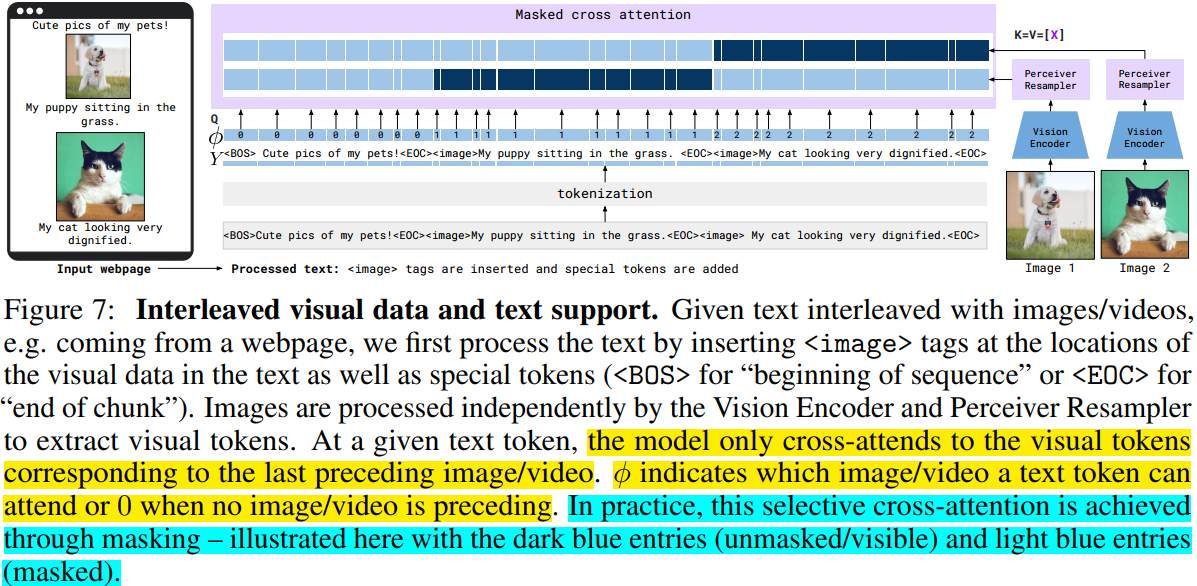 Cute pics of my pets!
My puppy sitting in the
grass.
My cat looking very
dignified.
Input webpage
Masked cross attention
K=V=[X]
Perceiver
Resampler
Perceiver
Resampler
Vision
Encoder
Vision
Encoder
Image 1
Image 2
Q
ϕ 0 0 0 0 0 0 0 0 1 1 1 1 1 1 1 1 1 1 1 2 2 2 2 2 2 2 2 2 2
Y <BOS> Cute pics of my pets!<EOC><image>My puppy sitting in the grass. <EOC><image>My cat looking very dignified.<EOC>
tokenization
<BOS>Cute pics of my pets!<EOC><image>My puppy sitting in the grass.<EOC><image> My cat looking very dignified.<EOC>
Processed text: <image> tags are inserted and special tokens are added
Figure 7: Interleaved visual data and text support. Given text interleaved with images/videos,
e.g. coming from a webpage, we first process the text by inserting <image> tags at the locations of
the visual data in the text as well as special tokens (<BOS> for “beginning of sequence” or <EOC> for
“end of chunk”). Images are processed independently by the Vision Encoder and Perceiver Resampler
to extract visual tokens. At a given text token, the model only cross-attends to the visual tokens
corresponding to the last preceding image/video. ϕ indicates which image/video a text token can
attend or 0 when no image/video is preceding. In practice, this selective cross-attention is achieved
through masking – illustrated here with the dark blue entries (unmasked/visible) and light blue entries
(masked).